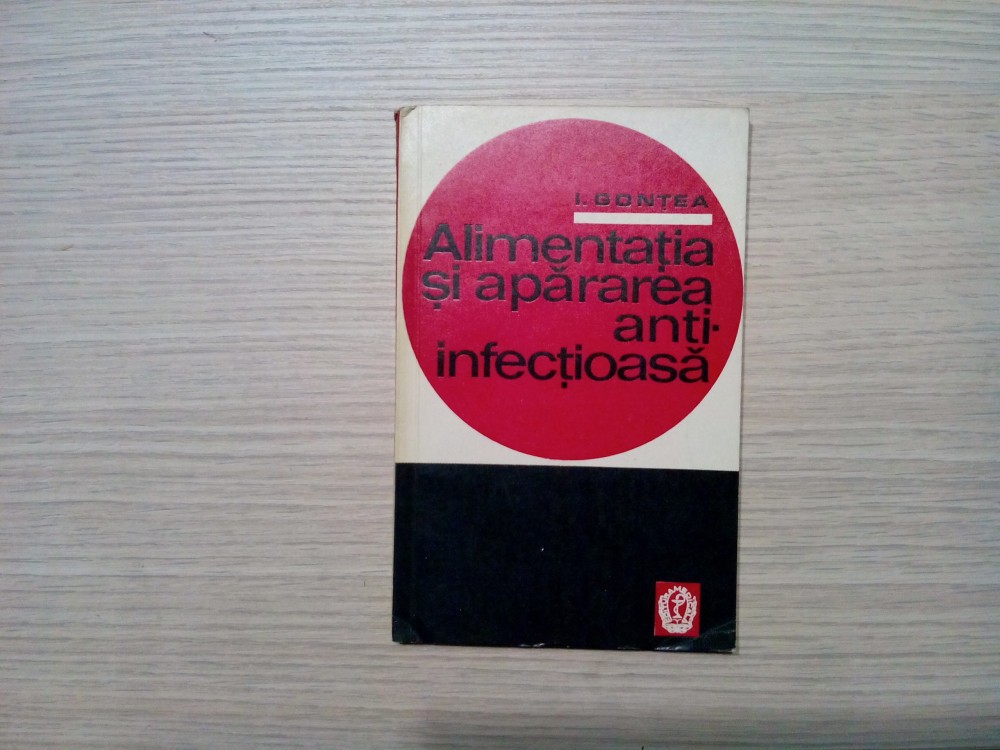 I. GONȚEA
Alimentația
și apărarea
anti-
infecțioasă